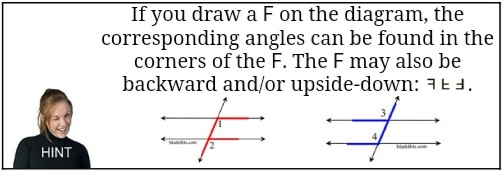 If you draw a F on the diagram, the
corresponding angles can be found in the
corners of the F. The F may also be
backward and/or upside-down: ꟻ Ⱶ Ⅎ.
HINT
1
2
MathBits.com
3
4
MathBits.com